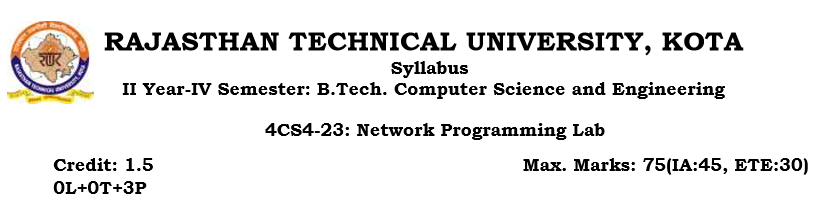 RAJASTHAN TECHNICAL UNIVERSITY, KOTA
Syllabus
II Year-IV Semester: B.Tech. Computer Science and Engineering
4CS4-23: Network Programming Lab
Credit: 1.5 Max. Marks: 75(IA:45, ETE:30)
0L+0T+3P